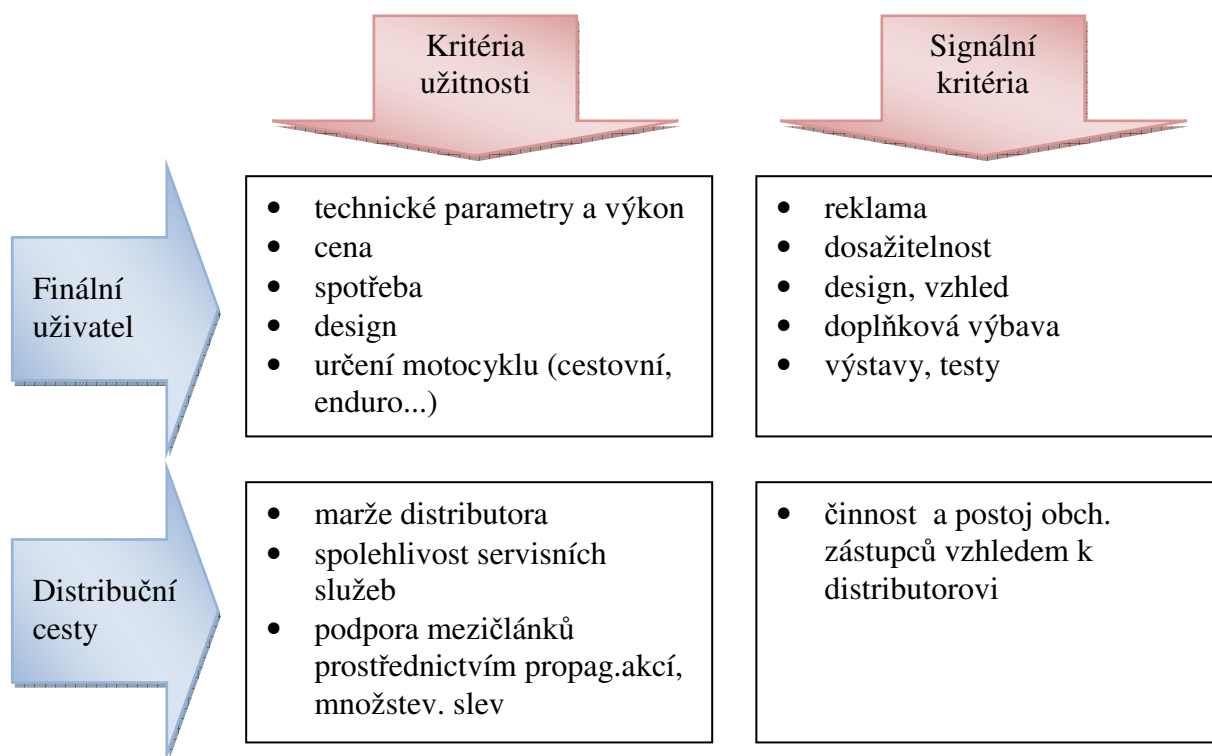 Kritéria
užitnosti
Signální
kritéria
Finální
uživatel
• technické parametry a výkon
• cena
• spotřeba
• design
• určení motocyklu (cestovní,
enduro...)
• reklama
• dosažitelnost
• design, vzhled
• doplňková výbava
• výstavy, testy
Distribuční
cesty
• marže distributora
• spolehlivost servisních
služeb
• podpora mezičlánků
prostřednictvím propag.akcí,
množstev. slev
• činnost  a postoj obch.
zástupců vzhledem k
distributorovi